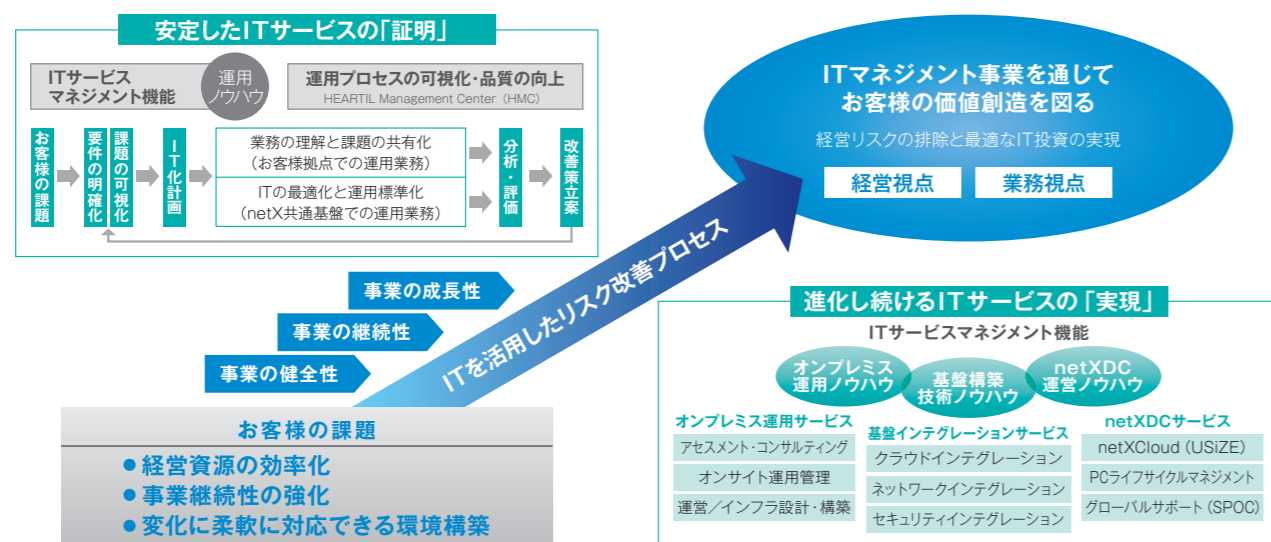 安定したITサービスの「証明」
ITサービス
マネジメント機能
運用
ノウハウ
運用プロセスの可視化・品質の向上
HEARTIL Management Center（HMC）
お客様の課題
要件の明確化
課題の可視化
IT化計画
業務の理解と課題の共有化
（お客様拠点での運用業務）
ITの最適化と運用標準化
（netX共通基盤での運用業務）
分析・評価
改善策立案
ITマネジメント事業を通じて
お客様の価値創造を図る
経営リスクの排除と最適なIT投資の実現
経営視点
業務視点
ITを活用したリスク改善プロセス
事業の成長性
事業の継続性
事業の健全性
お客様の課題
●経営資源の効率化
●事業継続性の強化
●変化に柔軟に対応できる環境構築
進化し続けるITサービスの「実現」
ITサービスマネジメント機能
オンプレミス
運用ノウハウ
基盤構築
技術ノウハウ
netXDC
運営ノウハウ
オンプレミス運用サービス
アセスメント・コンサルティング
オンサイト運用管理
運営／インフラ設計・構築
基盤インテグレーションサービス
クラウドインテグレーション
ネットワークインテグレーション
セキュリティインテグレーション
netXDCサービス
netXCloud（USiZE）
PCライフサイクルマネジメント
グローバルサポート（SPOC）